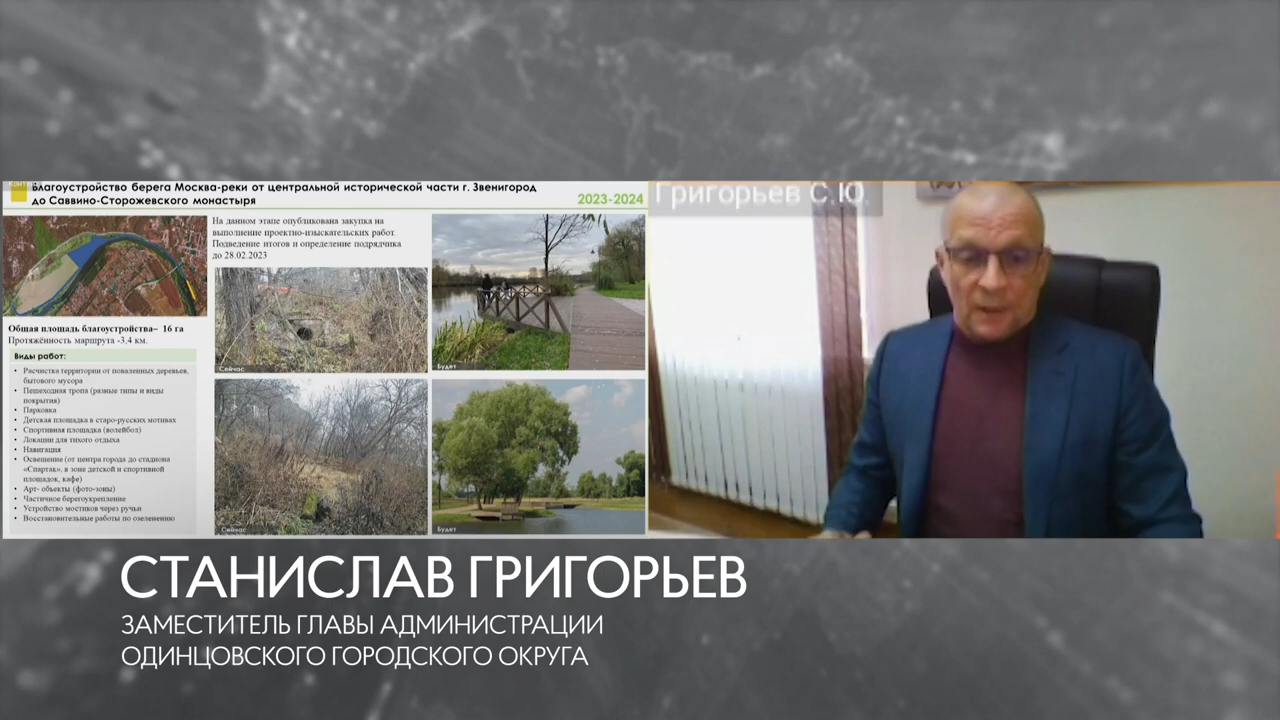 Благоустройство берега Москва-реки от центральной исторической части г. Звенигород
до Саввино-Сторожевского монастыря
2023-2024
На данном этапе опубликована закупка на
выполнение проектно-изыскательских работ.
Подведение итогов и определение подрядчика
до 28.02.2023
Общая площадь благоустройства– 16 га
Протяжённость маршрута -3,4 км.
Виды работ:
• Расчистка территории от поваленных деревьев,
бытового мусора
• Пешеходная тропа (разные типы и виды
покрытия)
• Парковка
• Детская площадка в старо-русских мотивах
• Спортивная площадка (волейбол)
• Локации для тихого отдыха
• Навигация
• Освещение (от центра города до стадиона
«Спартак», в зоне детской и спортивной
площадок, кафе)
• Арт- объекты (фото-зоны)
• Частичное берегоукрепление
• Устройство мостиков через ручьи
• Восстановительные работы по озеленению
Сейчас
Будет
Сейчас
Будет
Григорьев С.Ю.
СТАНИСЛАВ ГРИГОРЬЕВ
ЗАМЕСТИТЕЛЬ ГЛАВЫ АДМИНИСТРАЦИИ
ОДИНЦОВСКОГО ГОРОДСКОГО ОКРУГА